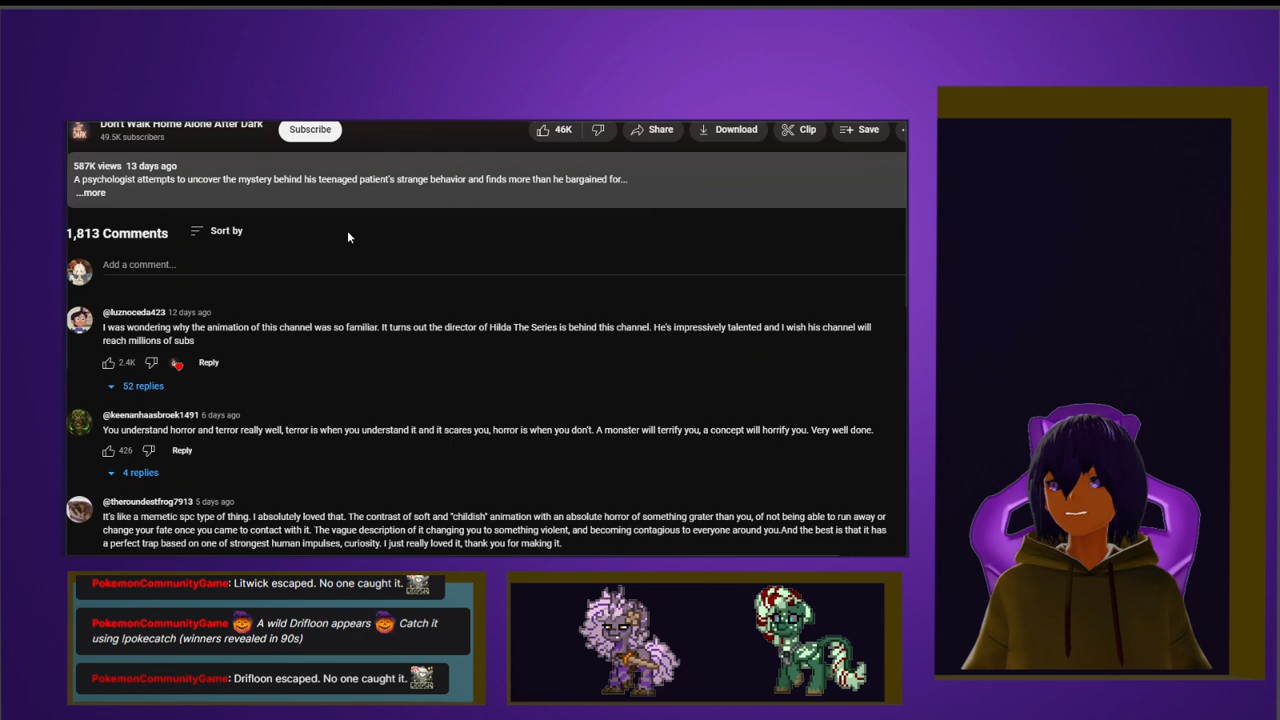 Don't Walk Home Alone After Dark
49.5K subscribers
Subscribe
46K
Share
Download
Clip
Save
587K views 13 days ago
A psychologist attempts to uncover the mystery behind his teenaged patient's strange behavior and finds more than he bargained for...
...more
1,813 Comments
Sort by
Add a comment...
@luznoceda423 12 days ago
I was wondering why the animation of this channel was so familiar. It turns out the director of Hilda The Series is behind this channel. He's impressively talented and I wish his channel will
reach millions of subs
2.4K
Reply
52 replies
@keenanhaasbroek1491 6 days ago
You understand horror and terror really well, terror is when you understand it and it scares you, horror is when you don't. A monster will terrify you, a concept will horrify you. Very well done.
426
Reply
4 replies
@theroundestfrog7913 5 days ago
It's like a memetic spc type of thing. I absolutely loved that. The contrast of soft and "childish" animation with an absolute horror of something grater than you, of not being able to run away or
change your fate once you came to contact with it. The vague description of it changing you to something violent, and becoming contagious to everyone around you.And the best is that it has
a perfect trap based on one of strongest human impulses, curiosity. I just really loved it, thank you for making it.
PokemonCommunityGame: Litwick escaped. No one caught it.
PokemonCommunityGame: A wild Drifloon appears Catch it
using !pokecatch (winners revealed in 90s)
PokemonCommunityGame: Drifloon escaped. No one caught it.